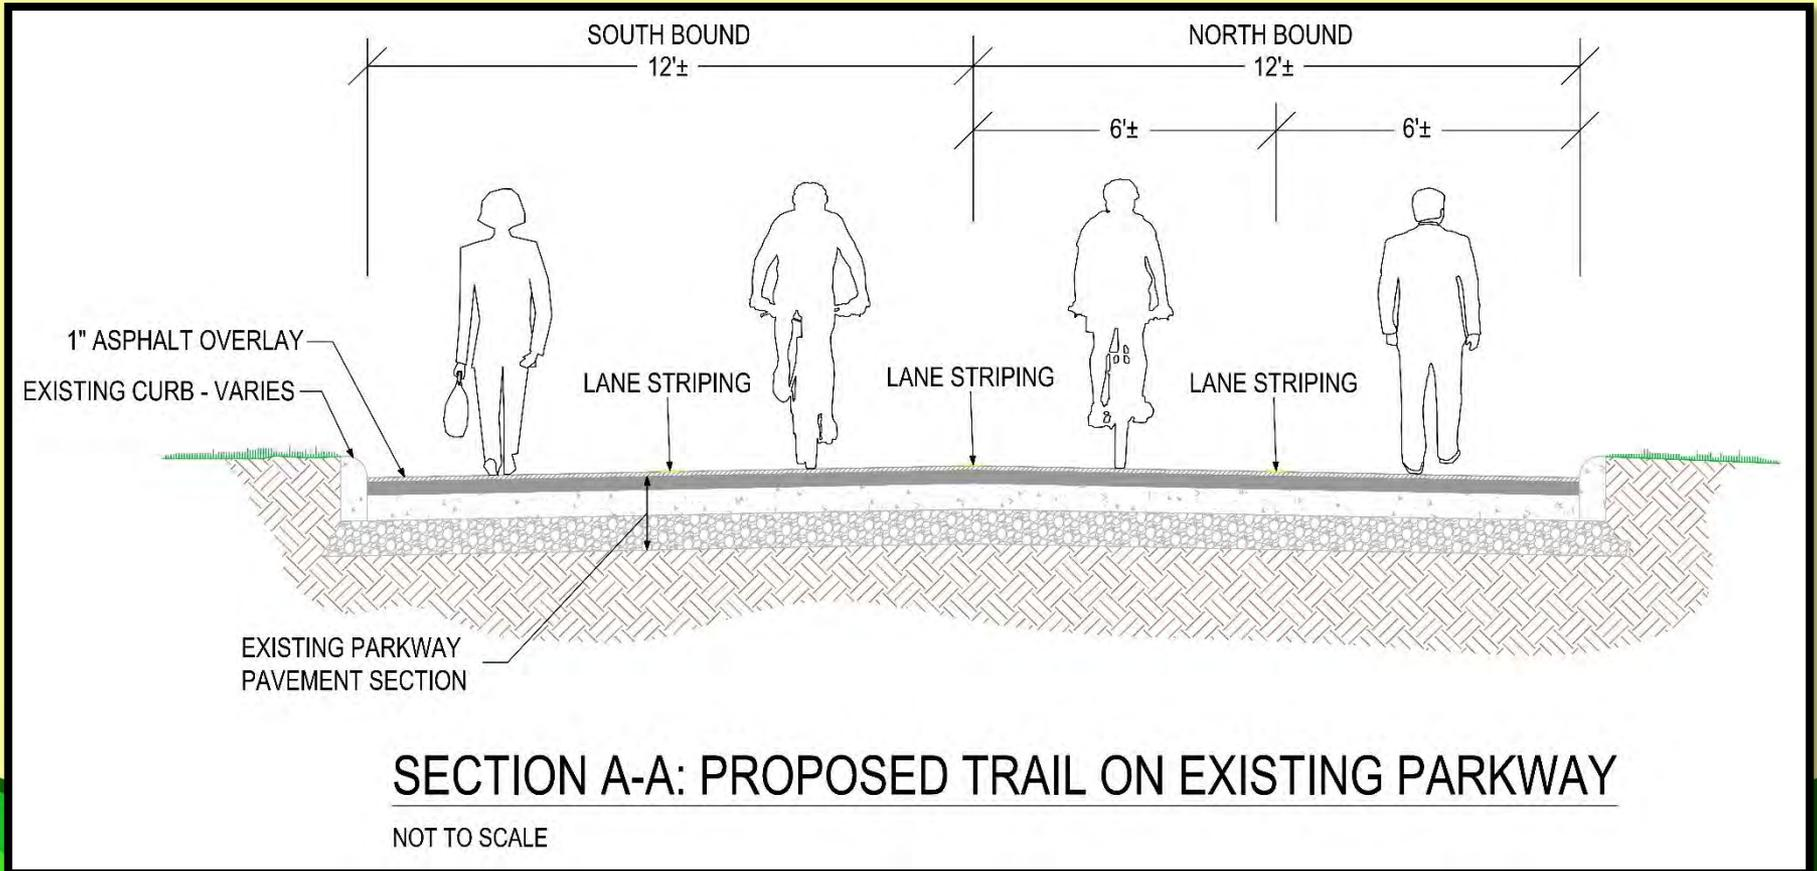 SOUTH BOUND
12'±
NORTH BOUND
12'±
6'±
6'±
1" ASPHALT OVERLAY
EXISTING CURB - VARIES
LANE STRIPING
LANE STRIPING
LANE STRIPING
EXISTING PARKWAY
PAVEMENT SECTION
SECTION A-A: PROPOSED TRAIL ON EXISTING PARKWAY
NOT TO SCALE